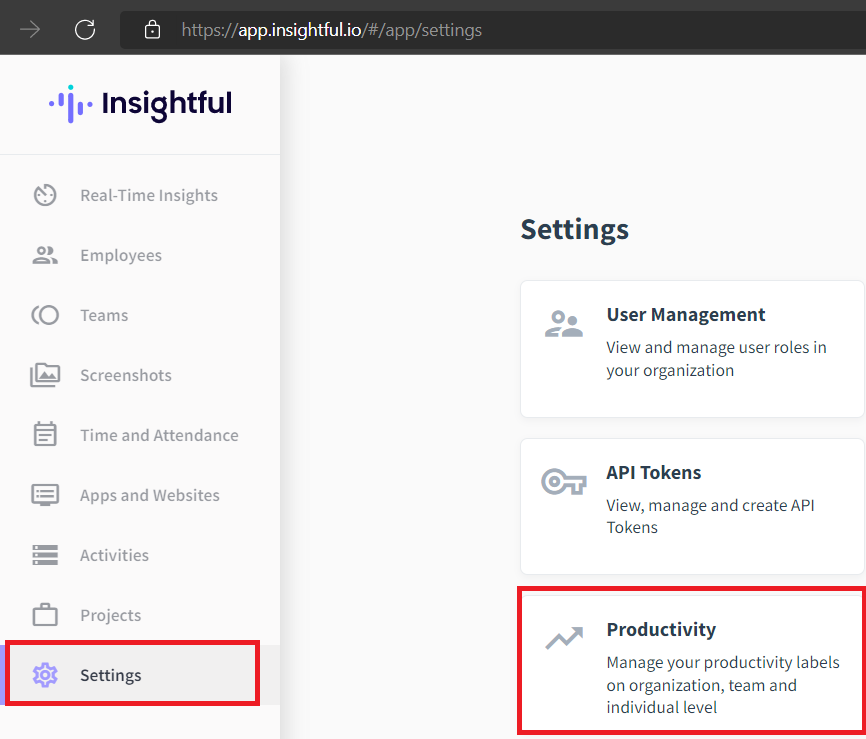 https://app.insightful.io/#/app/settings
Insightful
Real-Time Insights
Employees
Teams
Screenshots
Time and Attendance
Apps and Websites
Activities
Projects
Settings
Settings
User Management
View and manage user roles in
your organization
API Tokens
View, manage and create API
Tokens
Productivity
Manage your productivity labels
on organization, team and
individual level